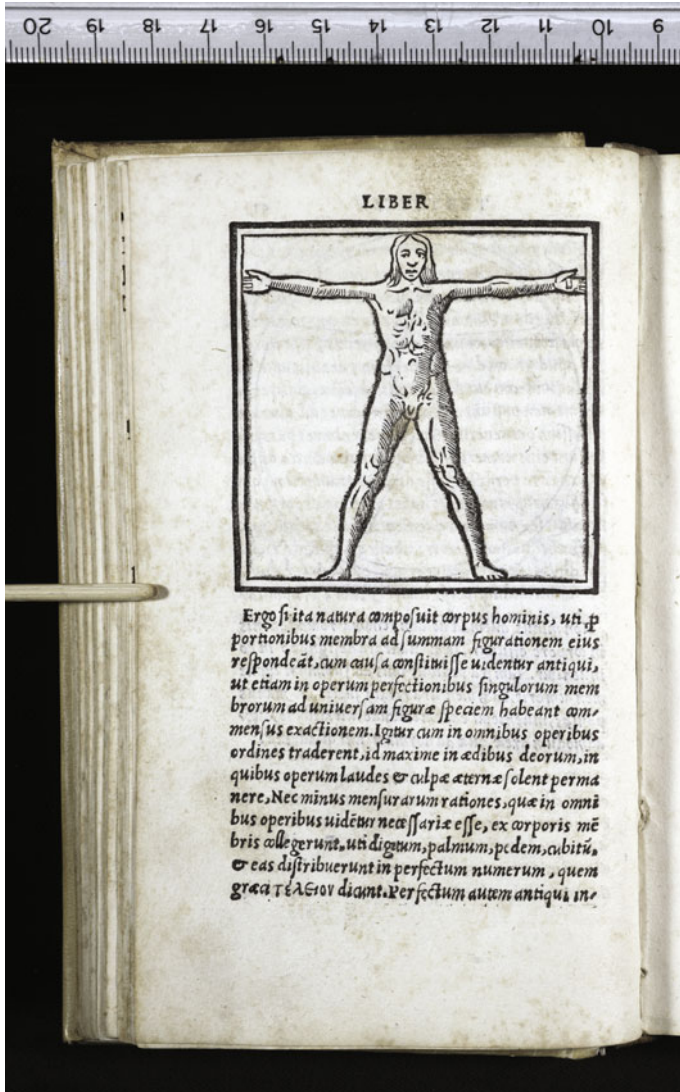 20 19 18 17 16 15 14 13 12 11 10 9
LIBER
Ergo si ita natura composuit corpus hominis, uti ꝓ
portionibus membra ad summam figurationem eius
respondeãt, cum causa constituisse uidentur antiqui,
ut etiam in operum perfectionibus singulorum mem
brorum ad uniuersam figuræ speciem habeant com-
mensus exactionem. Igitur cum in omnibus operibus
ordines traderent, id maxime in ædibus deorum, in
quibus operum laudes & culpæ æternæ solent perma
nere, Nec minus mensurarum rationes, quæ in omni
bus operibus uidẽtur necessariæ esse, ex corporis mẽ
bris collegerunt, uti digitum, palmum, pedem, cubitũ,
& eas distribuerunt in perfectum numerum, quem
græci τέλειον dicunt. Perfectum autem antiqui in-